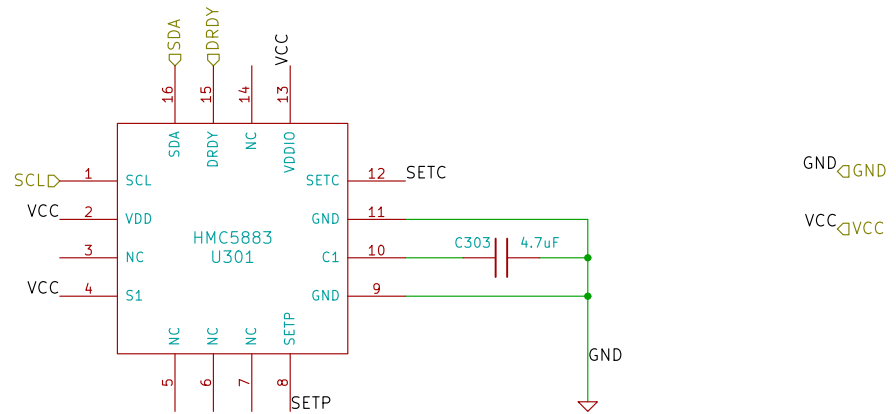 SDA
DRDY
VCC
16
15
14
13
SDA
DRDY
NC
VDDIO
SCL
1
SCL
SETC
12
SETC
GND
GND
VCC
2
VDD
GND
11
VCC
VCC
HMC5883
U301
3
NC
C1
10
C303
4.7uF
VCC
4
S1
GND
9
NC
NC
NC
SETP
GND
5
6
7
8
SETP